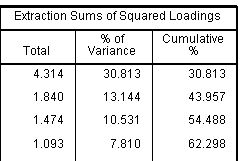 Extraction Sums of Squared Loadings
Total % of Variance Cumulative %
4.314 30.813 30.813
1.840 13.144 43.957
1.474 10.531 54.488
1.093 7.810 62.298